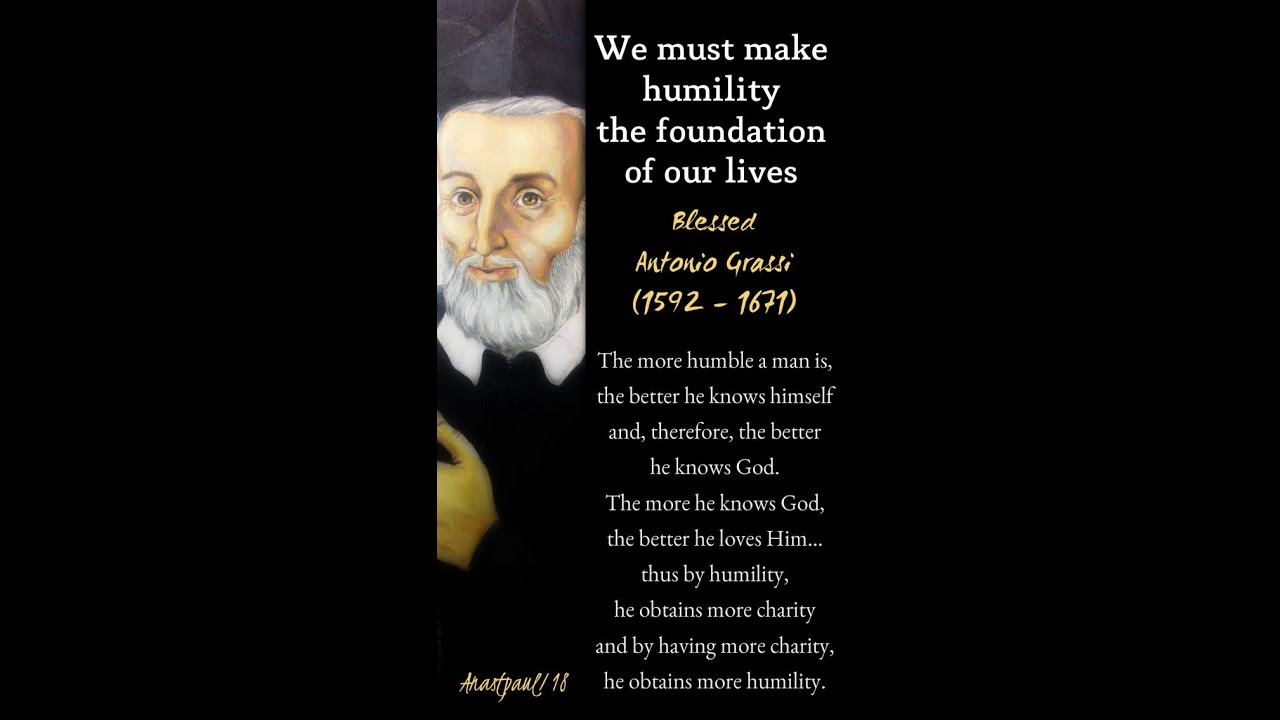 We must make
humility
the foundation
of our lives
Blessed
Antonio Grassi
(1592 – 1671)
The more humble a man is,
the better he knows himself
and, therefore, the better
he knows God.
The more he knows God,
the better he loves Him...
thus by humility,
he obtains more charity
and by having more charity,
he obtains more humility.
Anastpaul/ 18